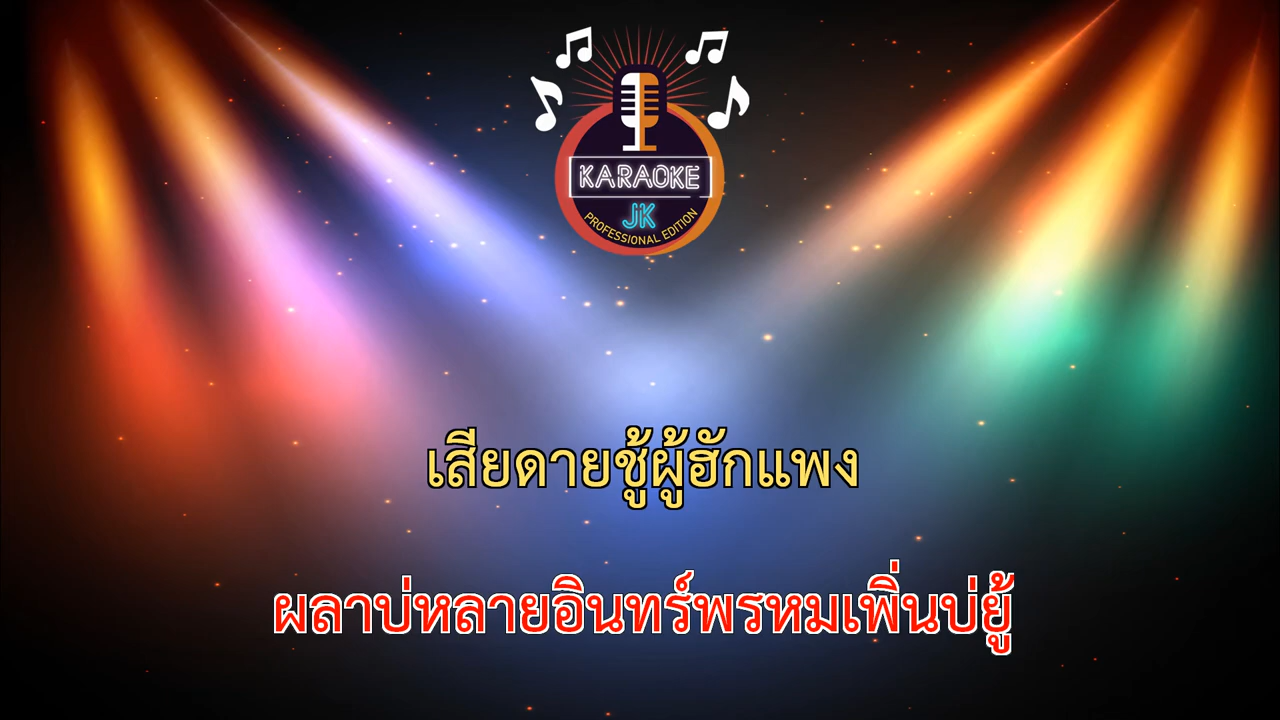 KARAOKE
JK
PROFESSIONAL EDITION
เสียดายชู้ผู้ฮักแพง
ผลาบ่หลายอินทร์พรหมเพิ่นบ่ยู้